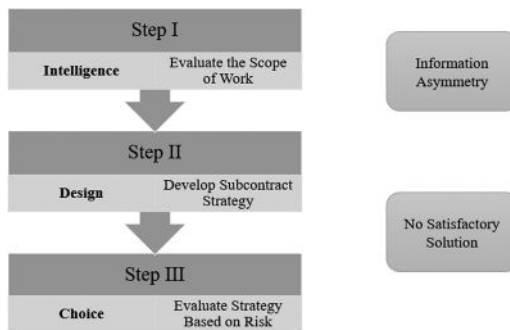 Step I
Intelligence
Evaluate the Scope
of Work
Information
Asymmetry
Step II
Design
Develop Subcontract
Strategy
No Satisfactory
Solution
Step III
Choice
Evaluate Strategy
Based on Risk